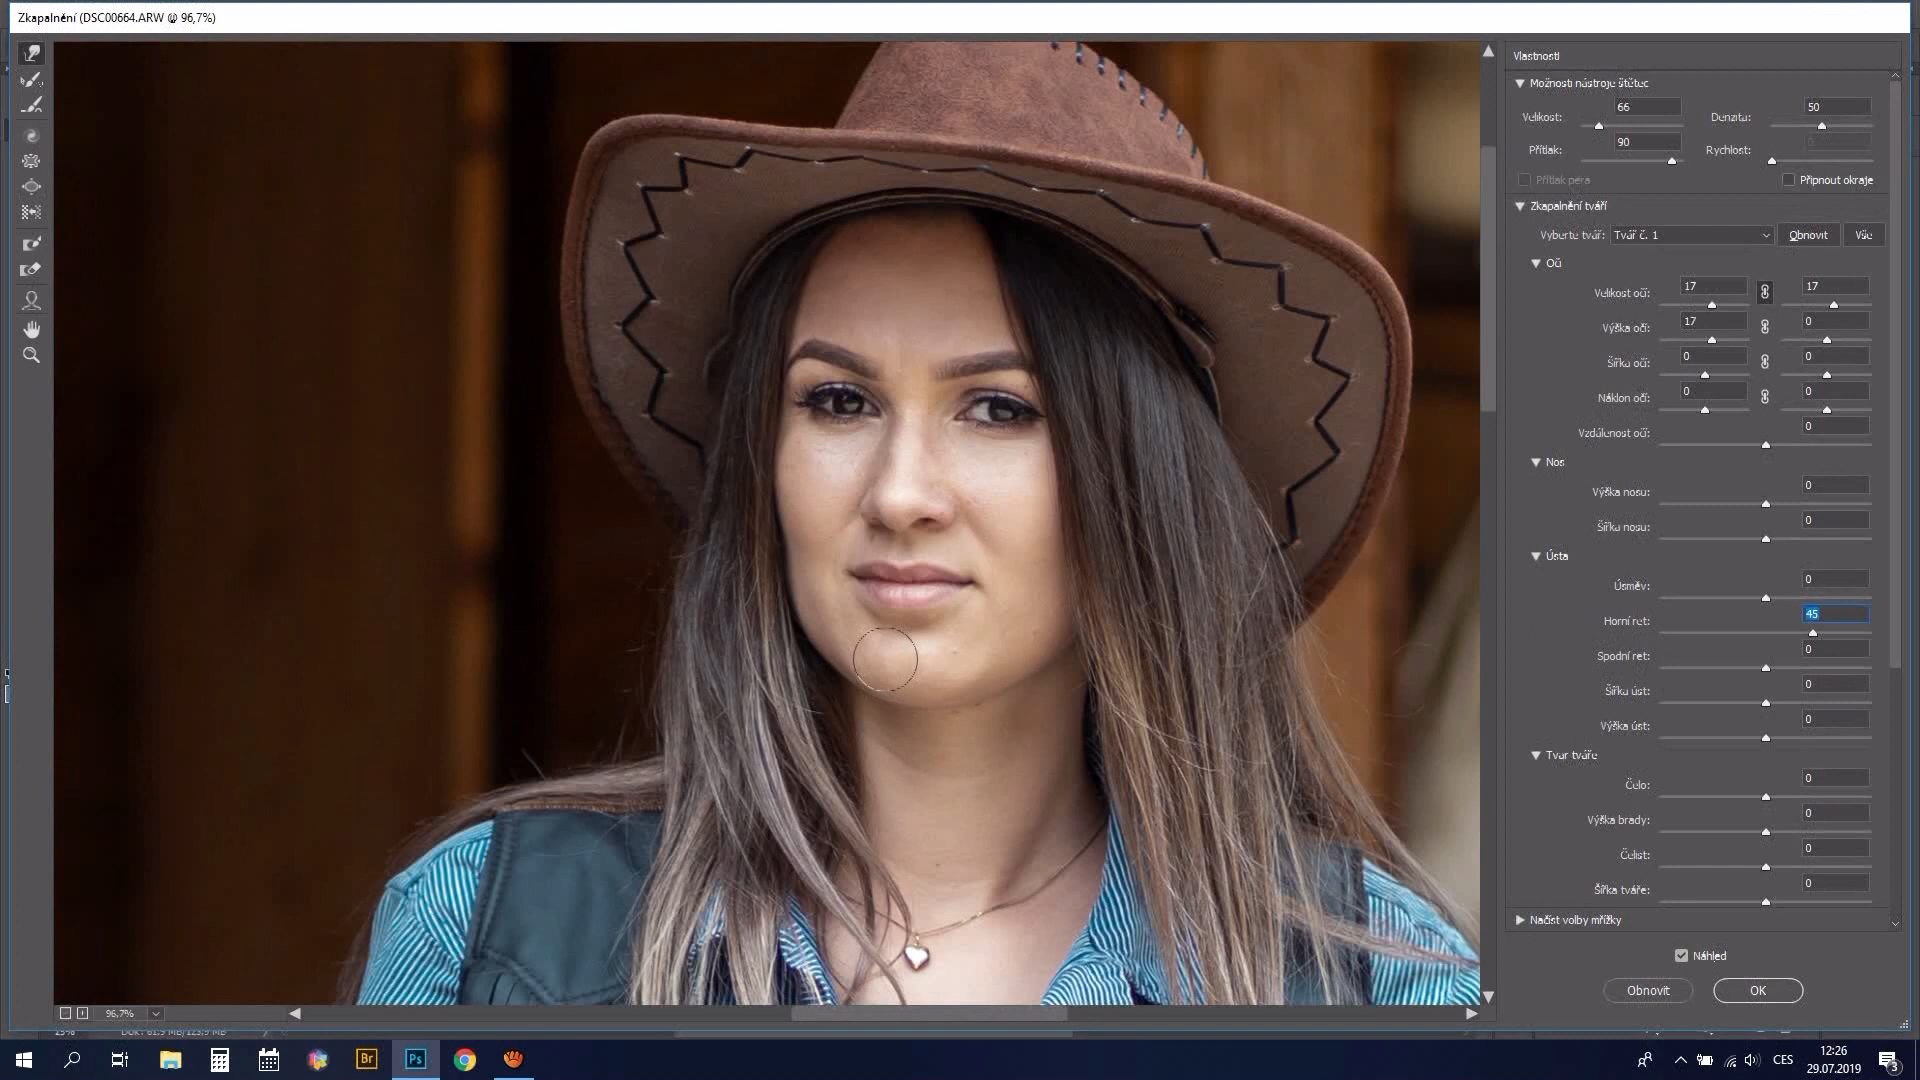 Zkapalnění (DSC00664.ARW @ 96,7%)
Vlastnosti
Možnosti nástroje štětec
Velikost: 66 Denzita: 50
Přítlak: 90 Rychlost: 0
Přítlak péra Připnout okraje
Zkapalnění tváří
Vyberte tvář: Tvář č. 1 Obnovit Vše
Oči
Velikost očí: 17 17
Výška očí: 17 0
Šířka očí: 0 0
Náklon očí: 0 0
Vzdálenost očí: 0
Nos
Výška nosu: 0
Šířka nosu: 0
Ústa
Úsměv: 0
Horní ret: 45
Spodní ret: 0
Šířka úst: 0
Výška úst: 0
Tvar tváře
Čelo: 0
Výška brady: 0
Čelist: 0
Šířka tváře: 0
Načíst volby mřížky
Náhled
Obnovit OK
96,7%
Br Ps CES 12:26
29.07.2019 3